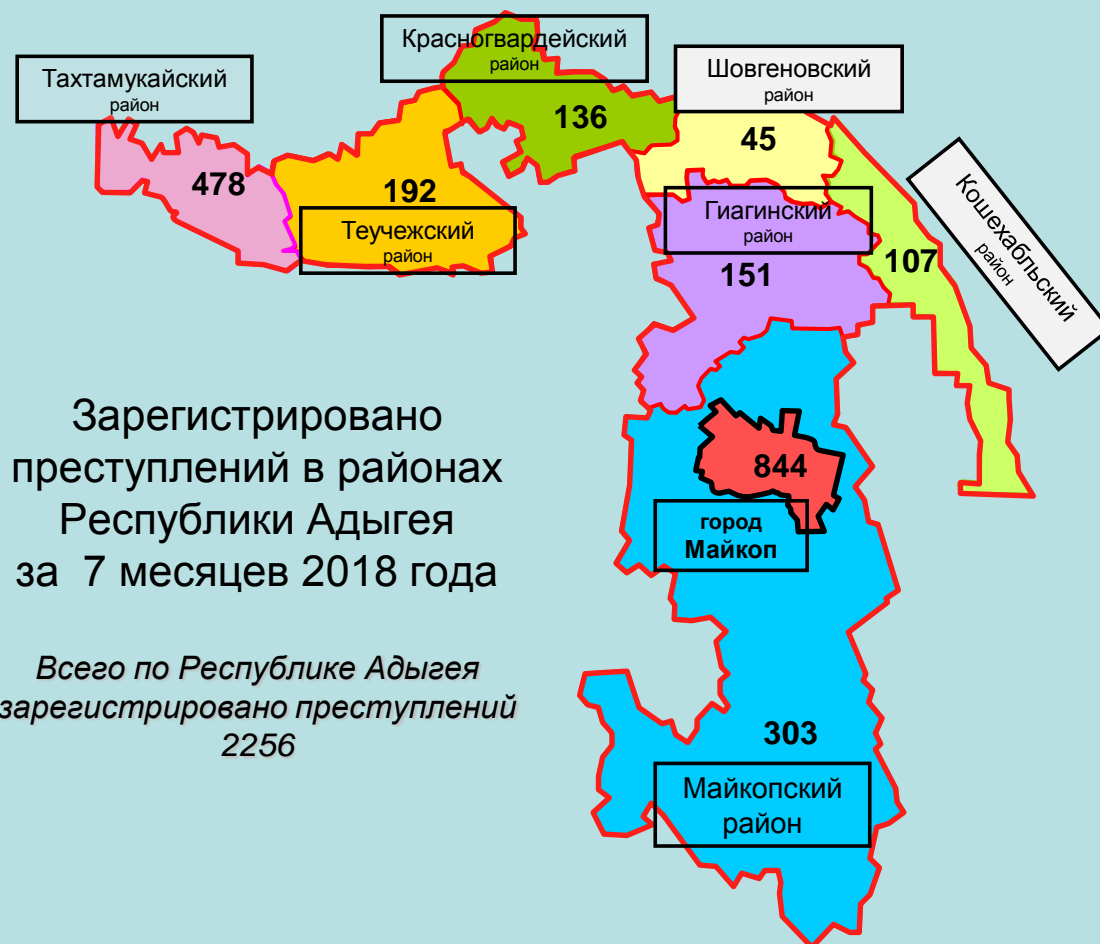 Красногвардейский
район
Тахтамукайский
район
Шовгеновский
район
136
45
478
192
Теучежский
район
Гиагинский
район
151
107
Кошехабльский
район
Зарегистрировано
преступлений в районах
Республики Адыгея
за 7 месяцев 2018 года
844
город
Майкоп
Всего по Республике Адыгея
зарегистрировано преступлений
2256
303
Майкопский
район